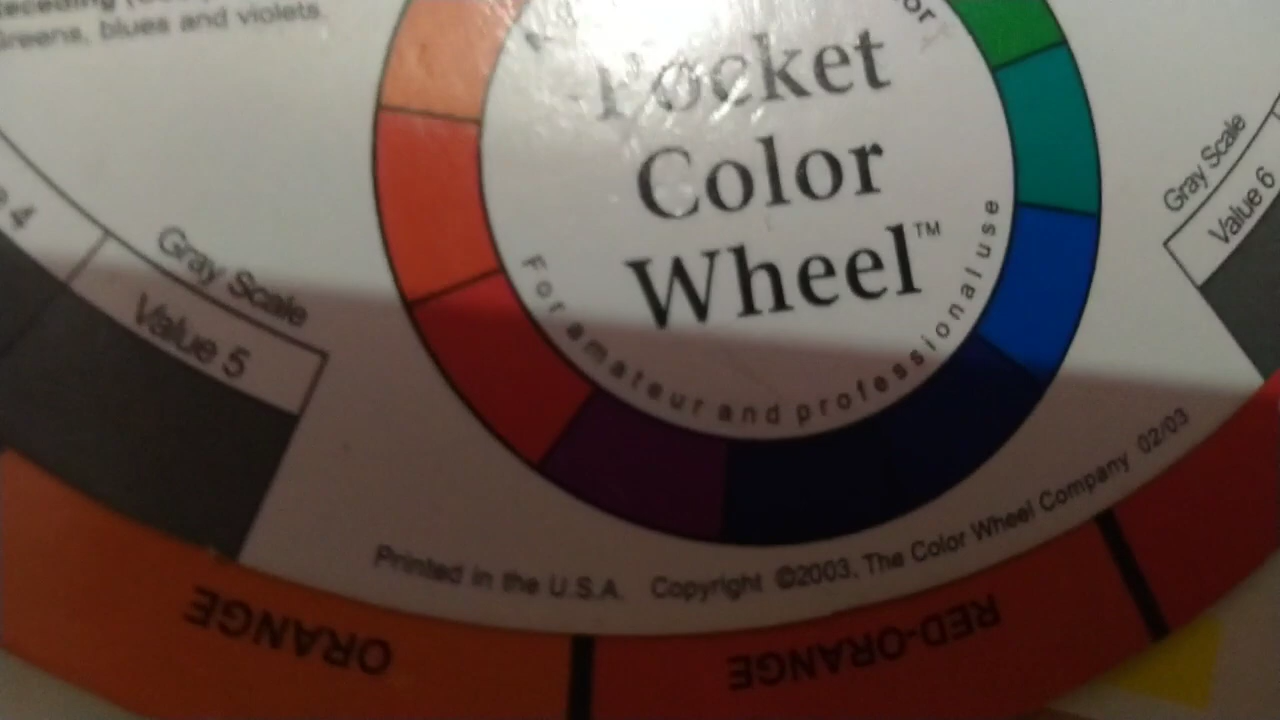 Greens, blues and violets.
Pocket
Color
Wheel™
For amateur and professional use
Gray Scale
Value 5
4
Gray Scale
Value 6
Printed in the U.S.A. Copyright ©2003, The Color Wheel Company 02/03
ORANGE
RED-ORANGE